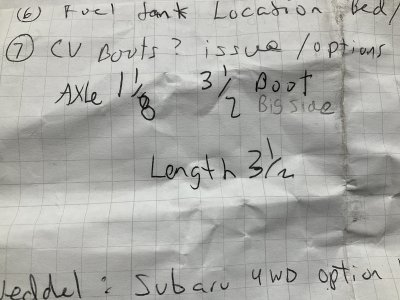 (6) Fuel tank Location Bed/
(7) CV Boots? issue/options
AXLe 1 1/8 3 1/2 Boot
Big side
Length 3 1/2
: Subaru 4WD option